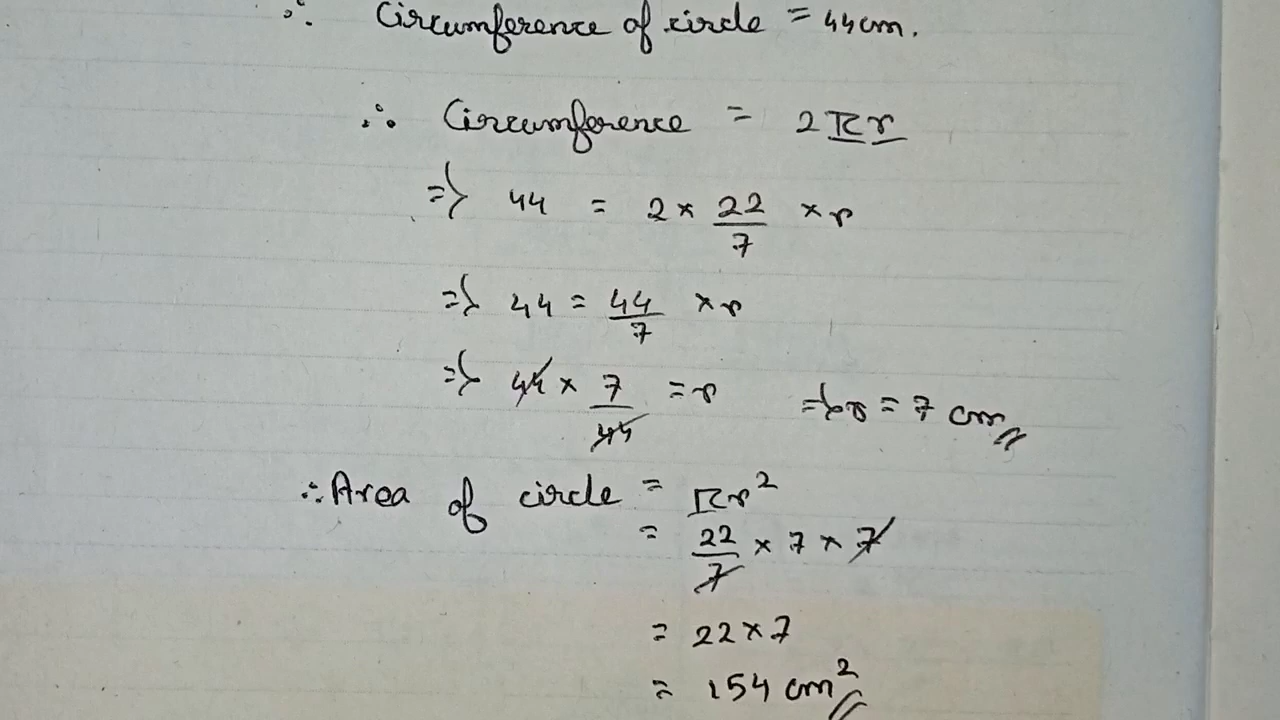 ∴ Circumference of circle = 44cm.
∴ Circumference = 2πr
=> 44 = 2 × 22/7 × r
=> 44 = 44/7 × r
=> 44 × 7/44 = r => r = 7 cm
∴ Area of circle = πr²
= 22/7 × 7 × 7
= 22×7
= 154 cm²